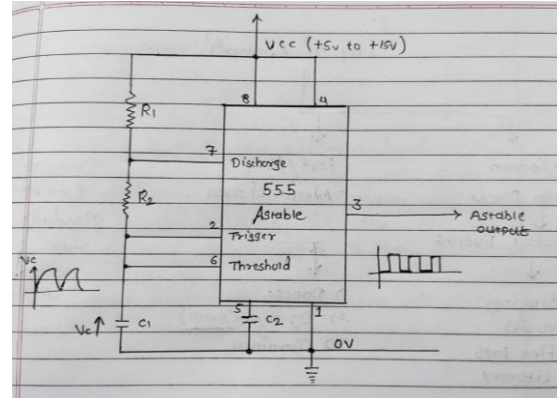 Vcc (+5v to +15v)
8
4
R1
7
Discharge
R2
555
Astable
3
Astable
output
2
Trigger
6
Threshold
Vc
Vc
C1
5
C2
1
0V